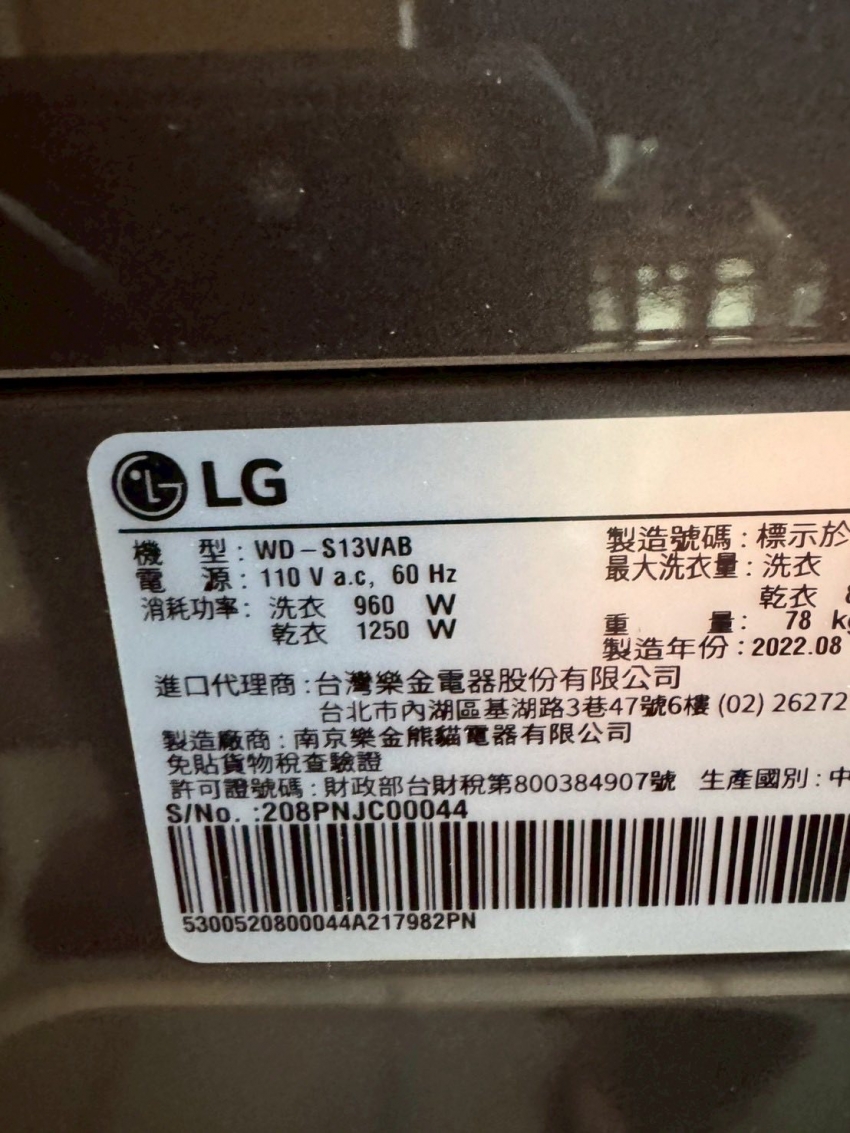 LG
機 型：WD-S13VAB
電 源：110 V a.c, 60 Hz
消耗功率：洗衣 960 W
乾衣 1250 W
製造號碼：標示於
最大洗衣量：洗衣
乾衣
重 量： 78 kg
製造年份：2022.08
進口代理商：台灣樂金電器股份有限公司
台北市內湖區基湖路3巷47號6樓 (02) 26272
製造廠商：南京樂金熊貓電器有限公司
免貼貨物稅查驗證
許可證號碼：財政部台財稅第800384907號 生產國別：中
S/No. :208PNJC00044
5300520800044A217982PN